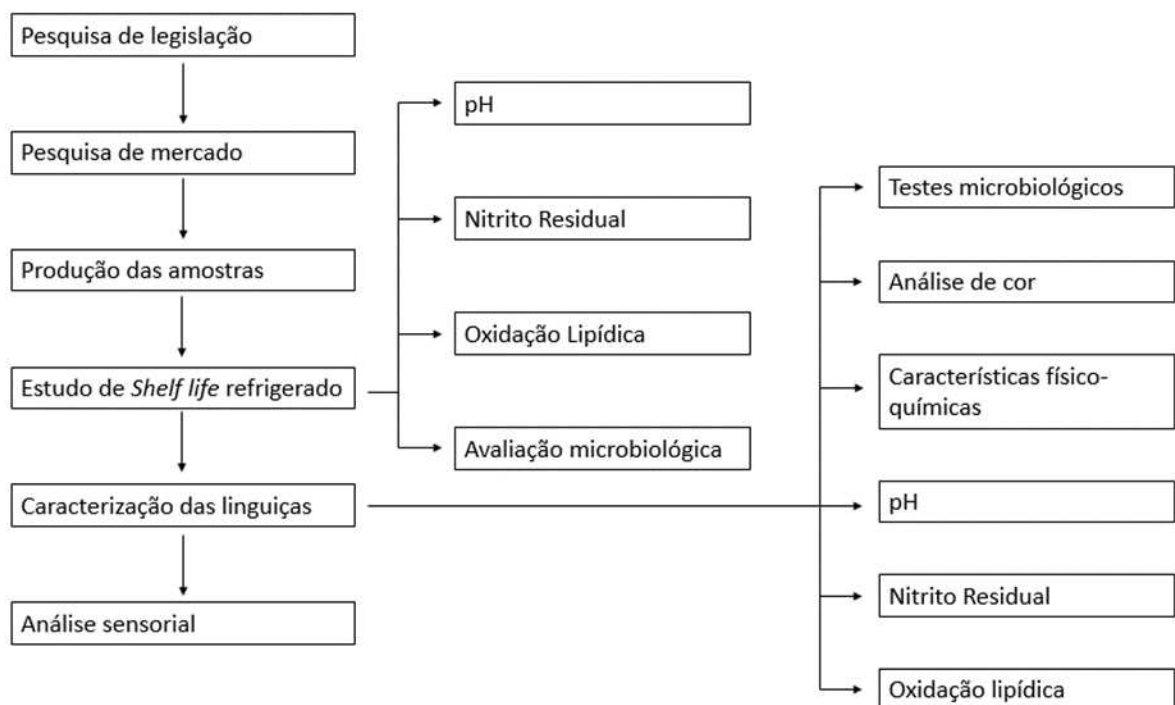 Pesquisa de legislação
Pesquisa de mercado
Produção das amostras
Estudo de Shelf life refrigerado
Caracterização das linguiças
Análise sensorial
pH
Nitrito Residual
Oxidação Lipídica
Avaliação microbiológica
Testes microbiológicos
Análise de cor
Características físico-
químicas
pH
Nitrito Residual
Oxidação lipídica